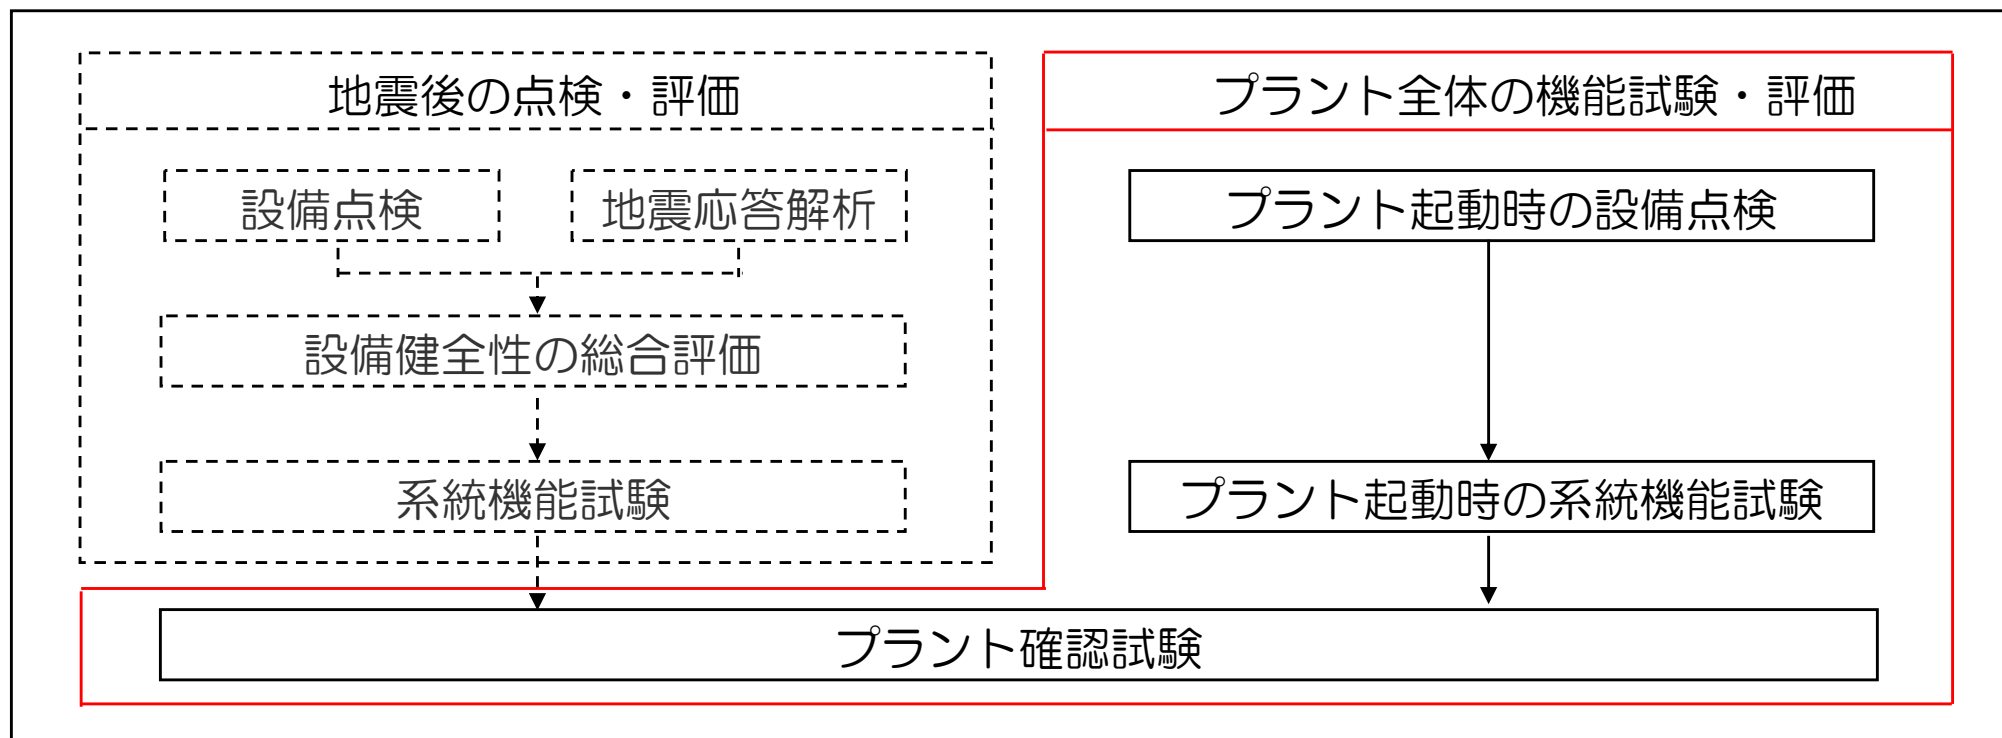 地震後の点検・評価
設備点検
地震応答解析
設備健全性の総合評価
系統機能試験
プラント全体の機能試験・評価
プラント起動時の設備点検
プラント起動時の系統機能試験
プラント確認試験